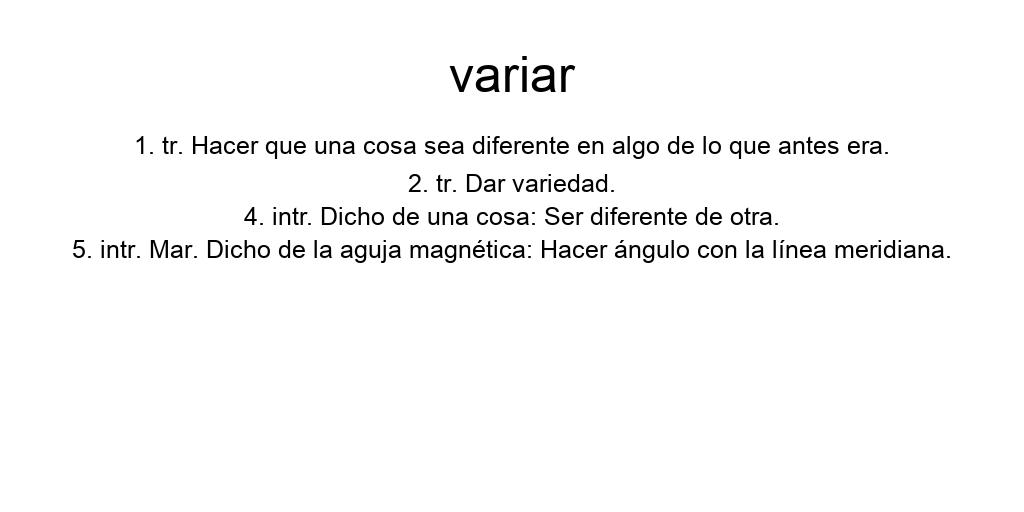 variar
1. tr. Hacer que una cosa sea diferente en algo de lo que antes era.
2. tr. Dar variedad.
4. intr. Dicho de una cosa: Ser diferente de otra.
5. intr. Mar. Dicho de la aguja magnética: Hacer ángulo con la línea meridiana.